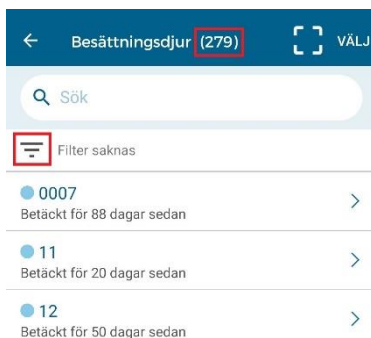 Besättningsdjur (279) VÄLJ
Sök
Filter saknas
0007
Betäckt för 88 dagar sedan
11
Betäckt för 20 dagar sedan
12
Betäckt för 50 dagar sedan